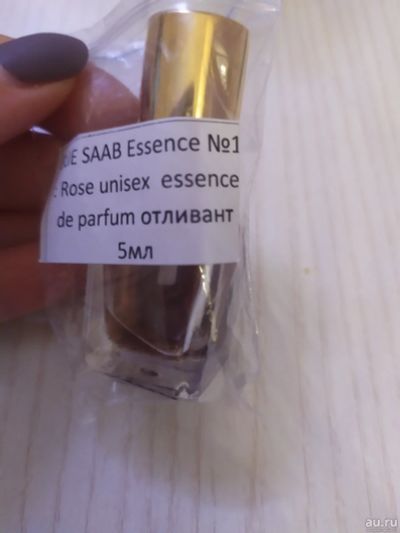 SAAB Essence №1
Rose unisex essence
de parfum отливант
5мл
au.ru